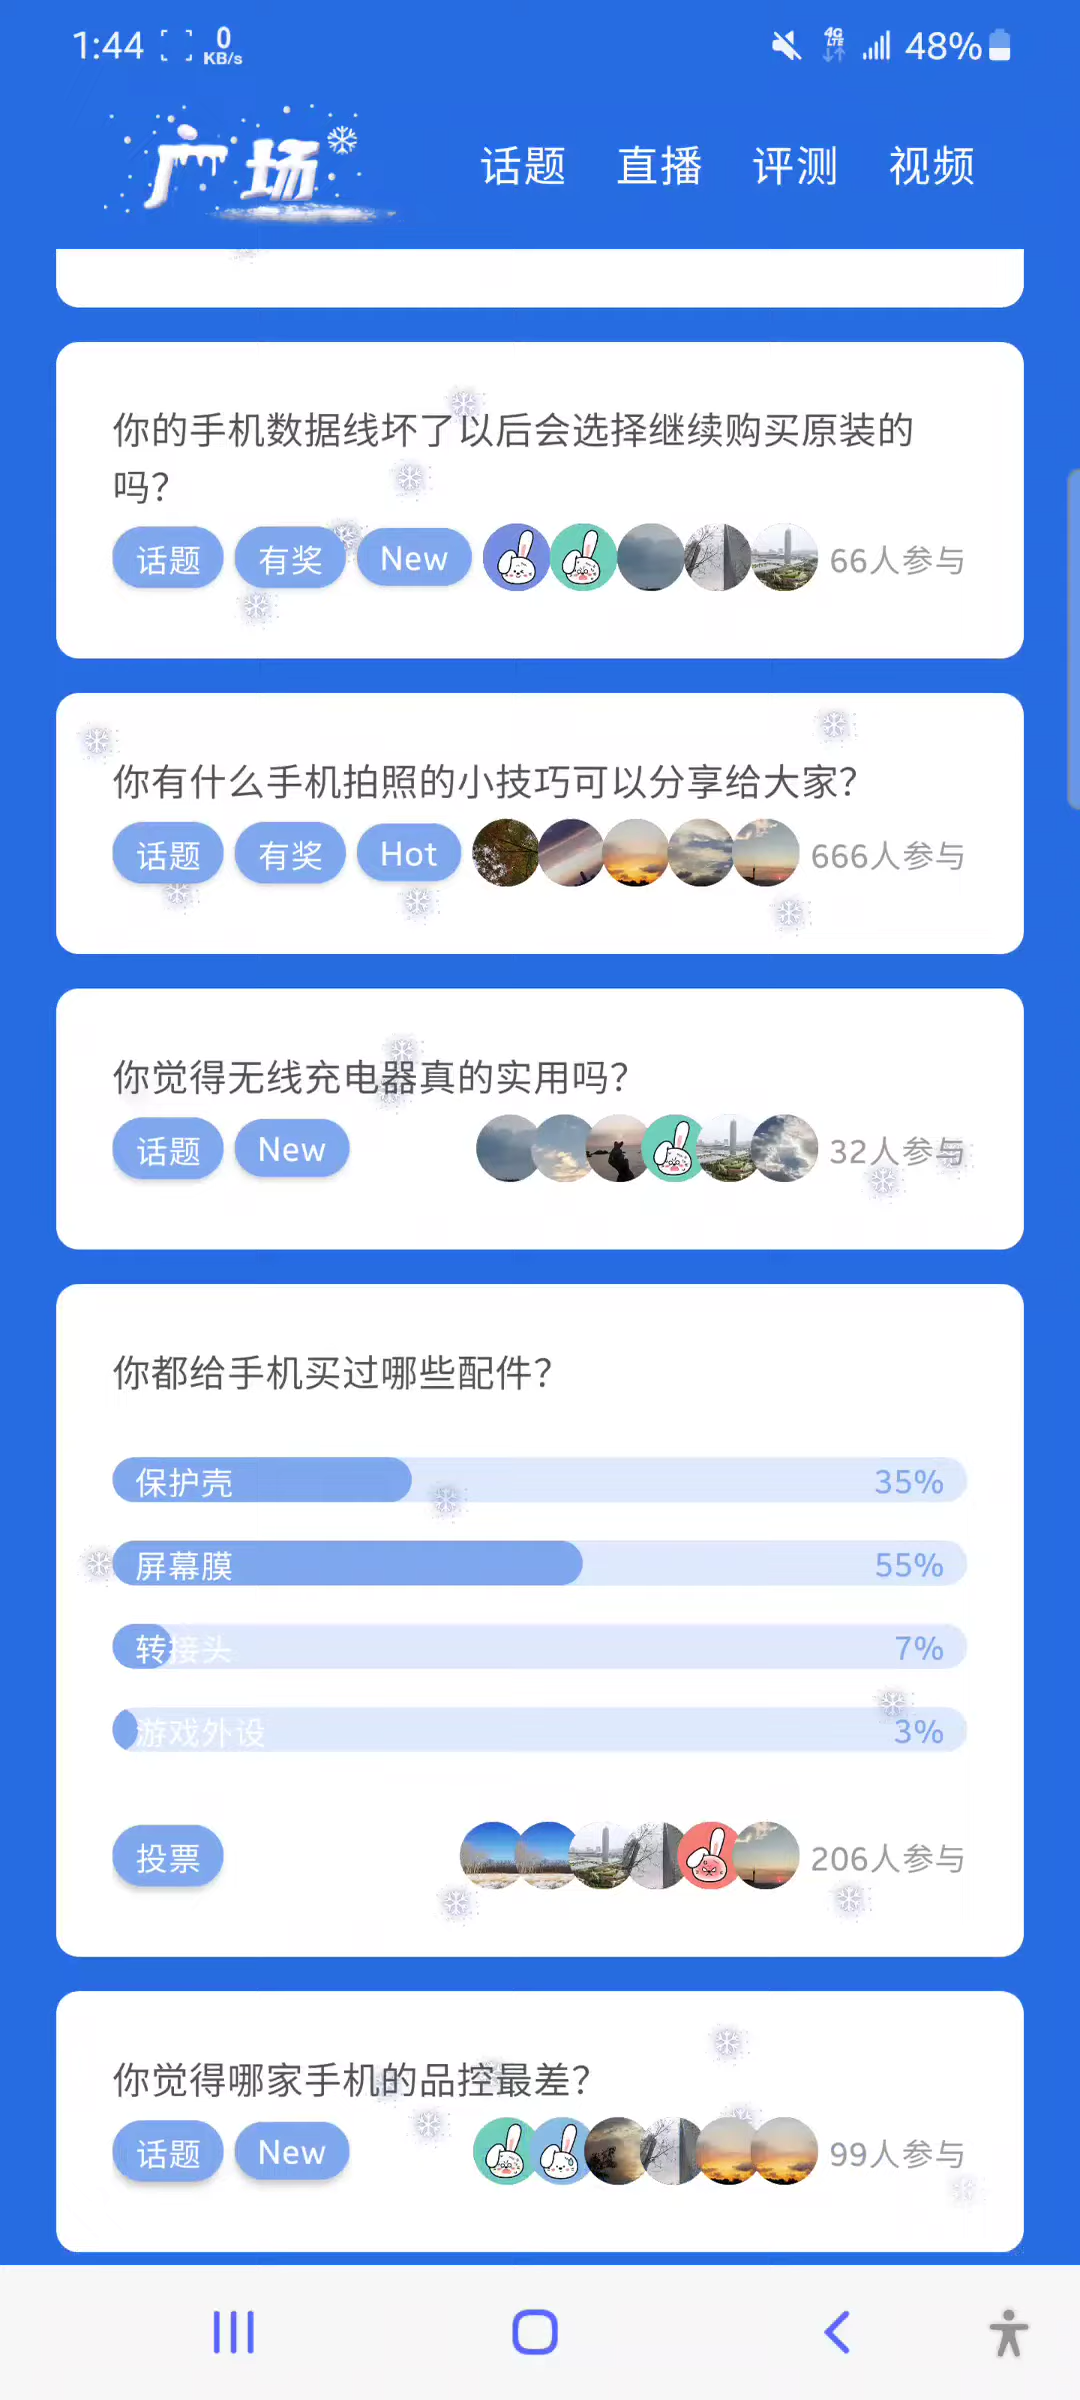 1:44
0
KB/s
4G
LTE
48%
广场
话题 直播 评测 视频
你的手机数据线坏了以后会选择继续购买原装的
吗?
话题 有奖 New 66人参与
你有什么手机拍照的小技巧可以分享给大家?
话题 有奖 Hot 666人参与
你觉得无线充电器真的实用吗?
话题 New 32人参与
你都给手机买过哪些配件?
保护壳 35%
屏幕膜 55%
转接头 7%
游戏外设 3%
投票 206人参与
你觉得哪家手机的品控最差?
话题 New 99人参与